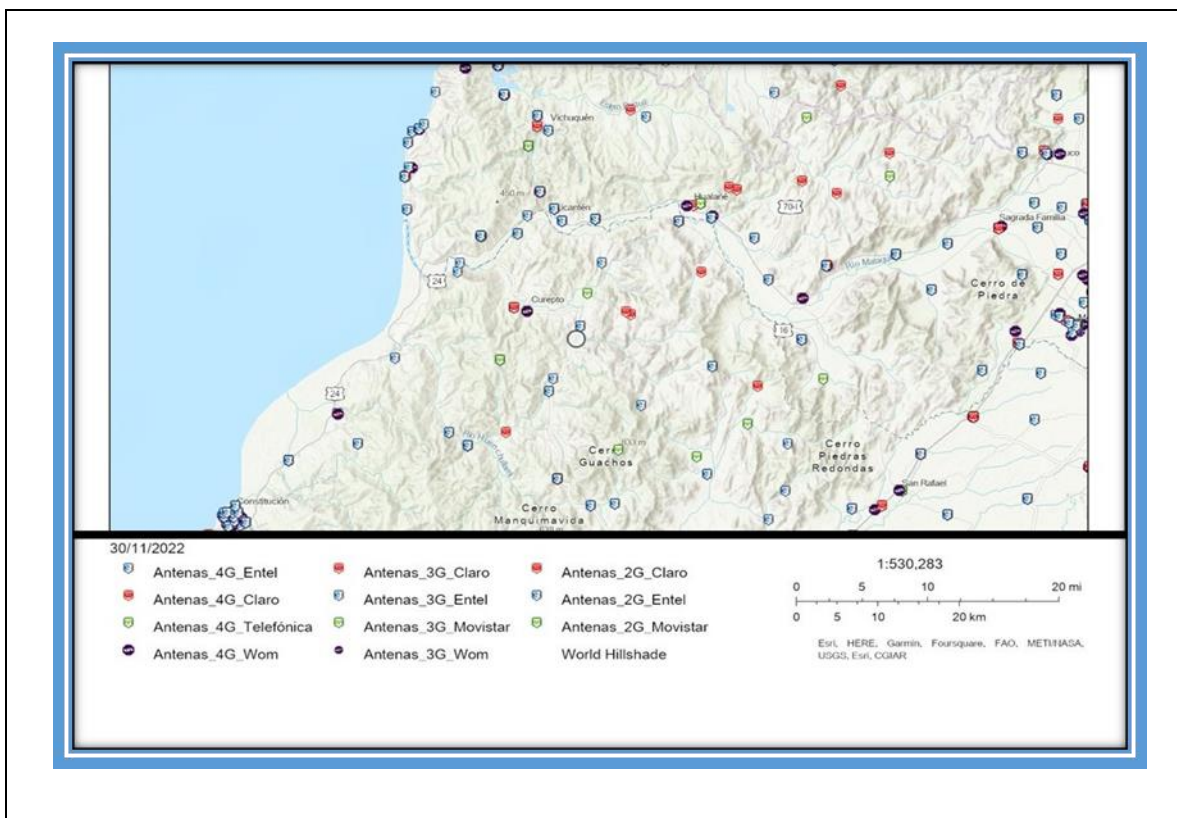 Vichuquén
450 m
Licantén
Hualañé
70-I
Sagrada Familia
Río Mataquito
24
Curepto
Cerro de
Piedra
16
24
633 m
Cerro
Guachos
Cerro
Piedras
Redondas
San Rafael
Constitución
Cerro
Manquimavida
30/11/2022
Antenas_4G_Entel
Antenas_3G_Claro
Antenas_2G_Claro
Antenas_4G_Claro
Antenas_3G_Entel
Antenas_2G_Entel
Antenas_4G_Telefónica
Antenas_3G_Movistar
Antenas_2G_Movistar
Antenas_4G_Wom
Antenas_3G_Wom
World Hillshade
1:530,283
0 5 10 20 mi
0 5 10 20 km
Esri, HERE, Garmin, Foursquare, FAO, METI/NASA,
USGS, Esri, CGIAR